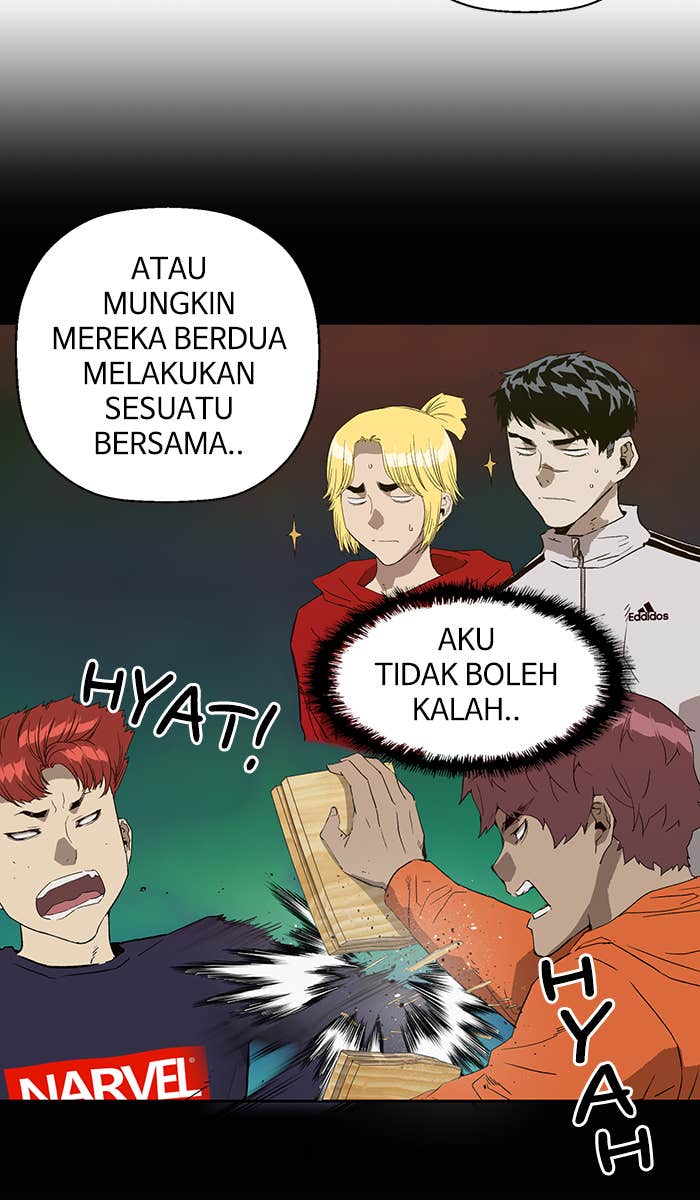 ATAU
MUNGKIN
MEREKA BERDUA
MELAKUKAN
SESUATU
BERSAMA..
Edaidos
AKU
TIDAK BOLEH
KALAH..
HYAT!
HYAH
NARVEL